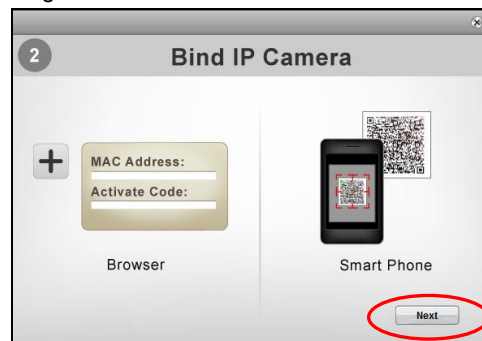 2
Bind IP Camera
MAC Address:
Activate Code:
Browser
Smart Phone
Next